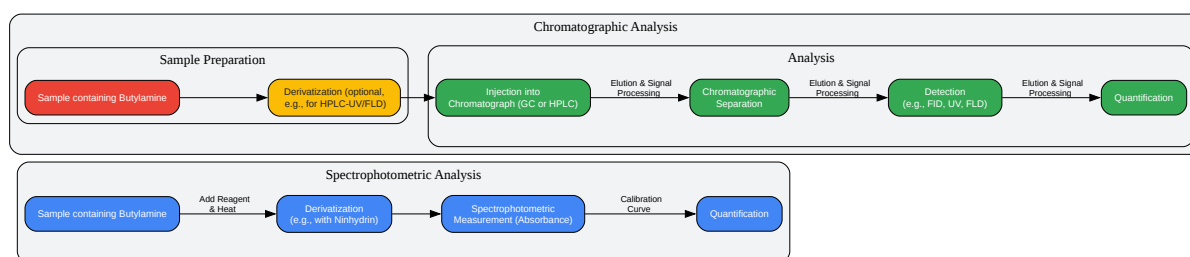 Chromatographic Analysis
Sample Preparation
Analysis
Sample containing Butylamine
Derivatization (optional,
e.g., for HPLC-UV/FLD)
Injection into
Chromatograph (GC or HPLC)
Elution & Signal
Processing
Chromatographic
Separation
Elution & Signal
Processing
Detection
(e.g., FID, UV, FLD)
Elution & Signal
Processing
Quantification
Spectrophotometric Analysis
Sample containing Butylamine
Add Reagent
& Heat
Derivatization
(e.g., with Ninhydrin)
Spectrophotometric
Measurement (Absorbance)
Calibration
Curve
Quantification